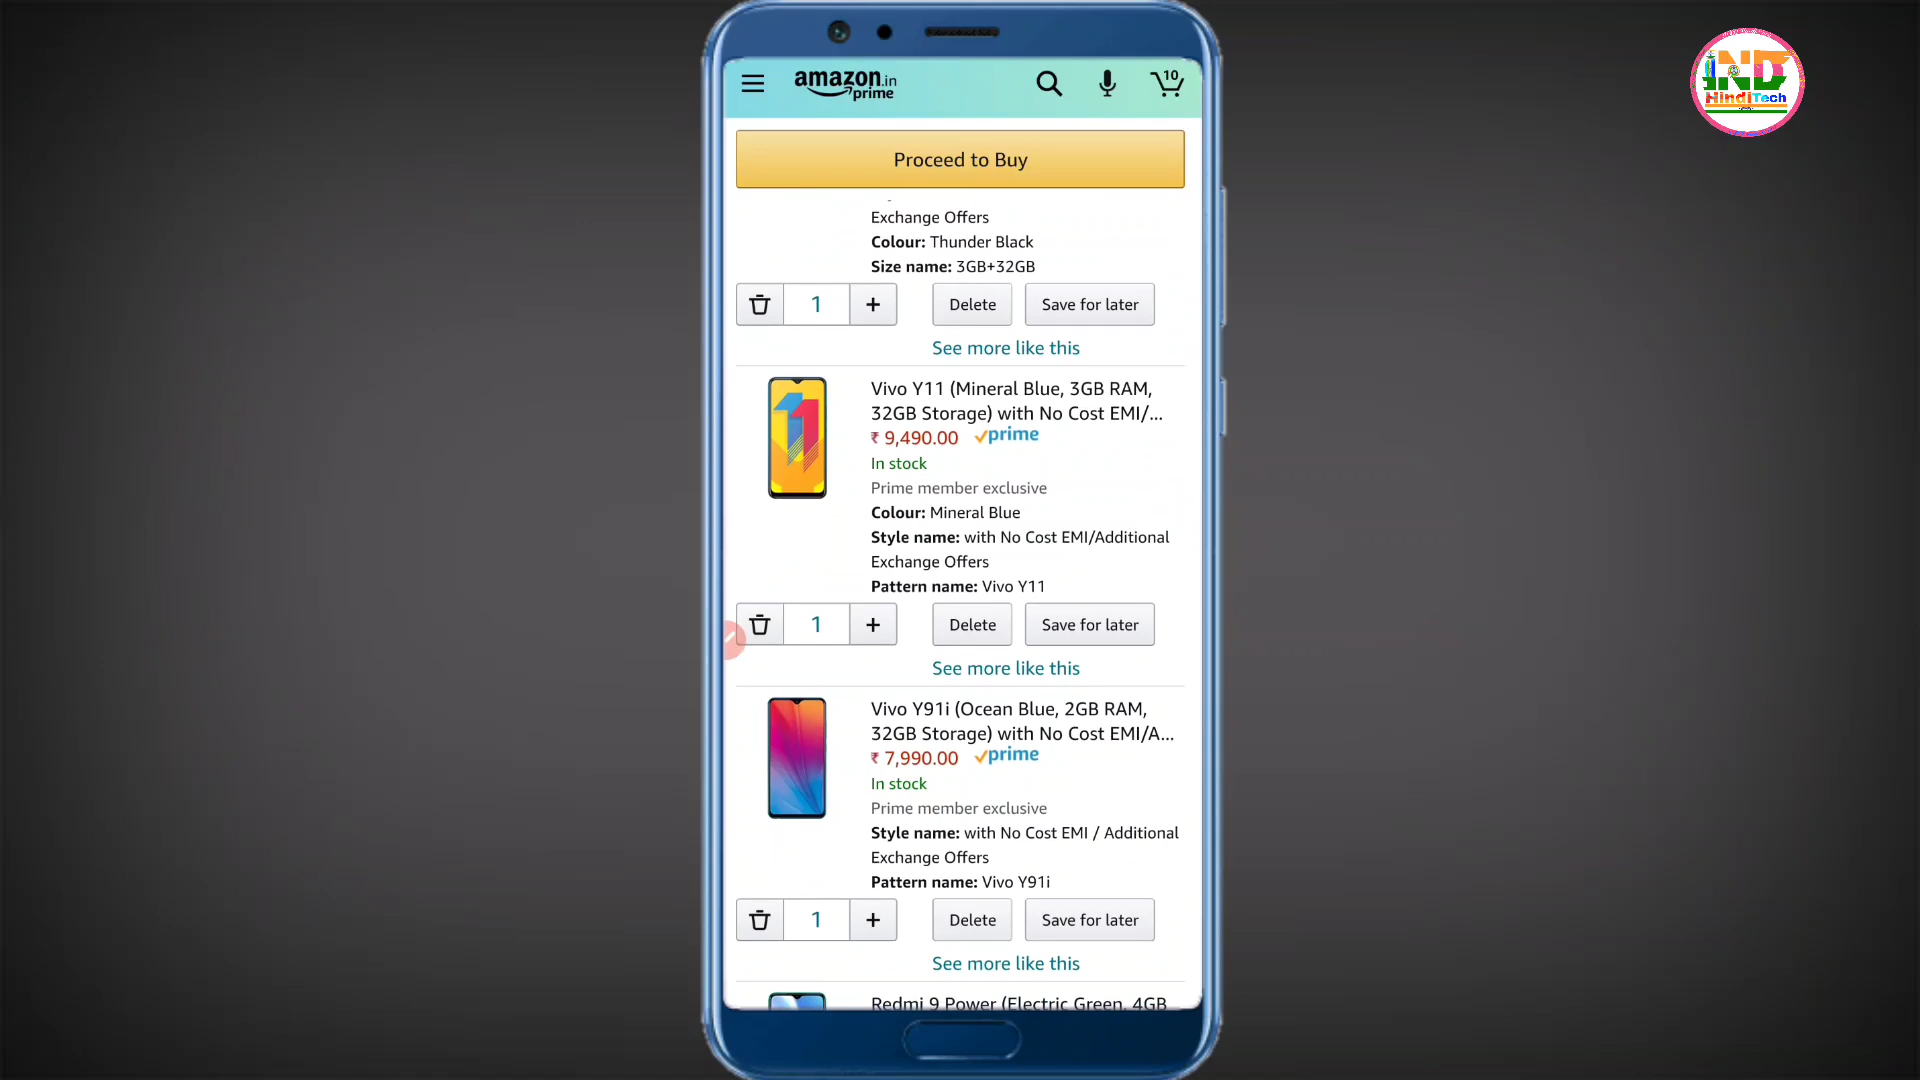 amazon.in
prime
10
IND
HindiTech
Proceed to Buy
Exchange Offers
Colour: Thunder Black
Size name: 3GB+32GB
1 + Delete Save for later
See more like this
Vivo Y11 (Mineral Blue, 3GB RAM,
32GB Storage) with No Cost EMI/...
₹ 9,490.00 prime
In stock
Prime member exclusive
Colour: Mineral Blue
Style name: with No Cost EMI/Additional
Exchange Offers
Pattern name: Vivo Y11
1 + Delete Save for later
See more like this
Vivo Y91i (Ocean Blue, 2GB RAM,
32GB Storage) with No Cost EMI/A...
₹ 7,990.00 prime
In stock
Prime member exclusive
Style name: with No Cost EMI / Additional
Exchange Offers
Pattern name: Vivo Y91i
1 + Delete Save for later
See more like this
Redmi 9 Power (Electric Green, 4GB